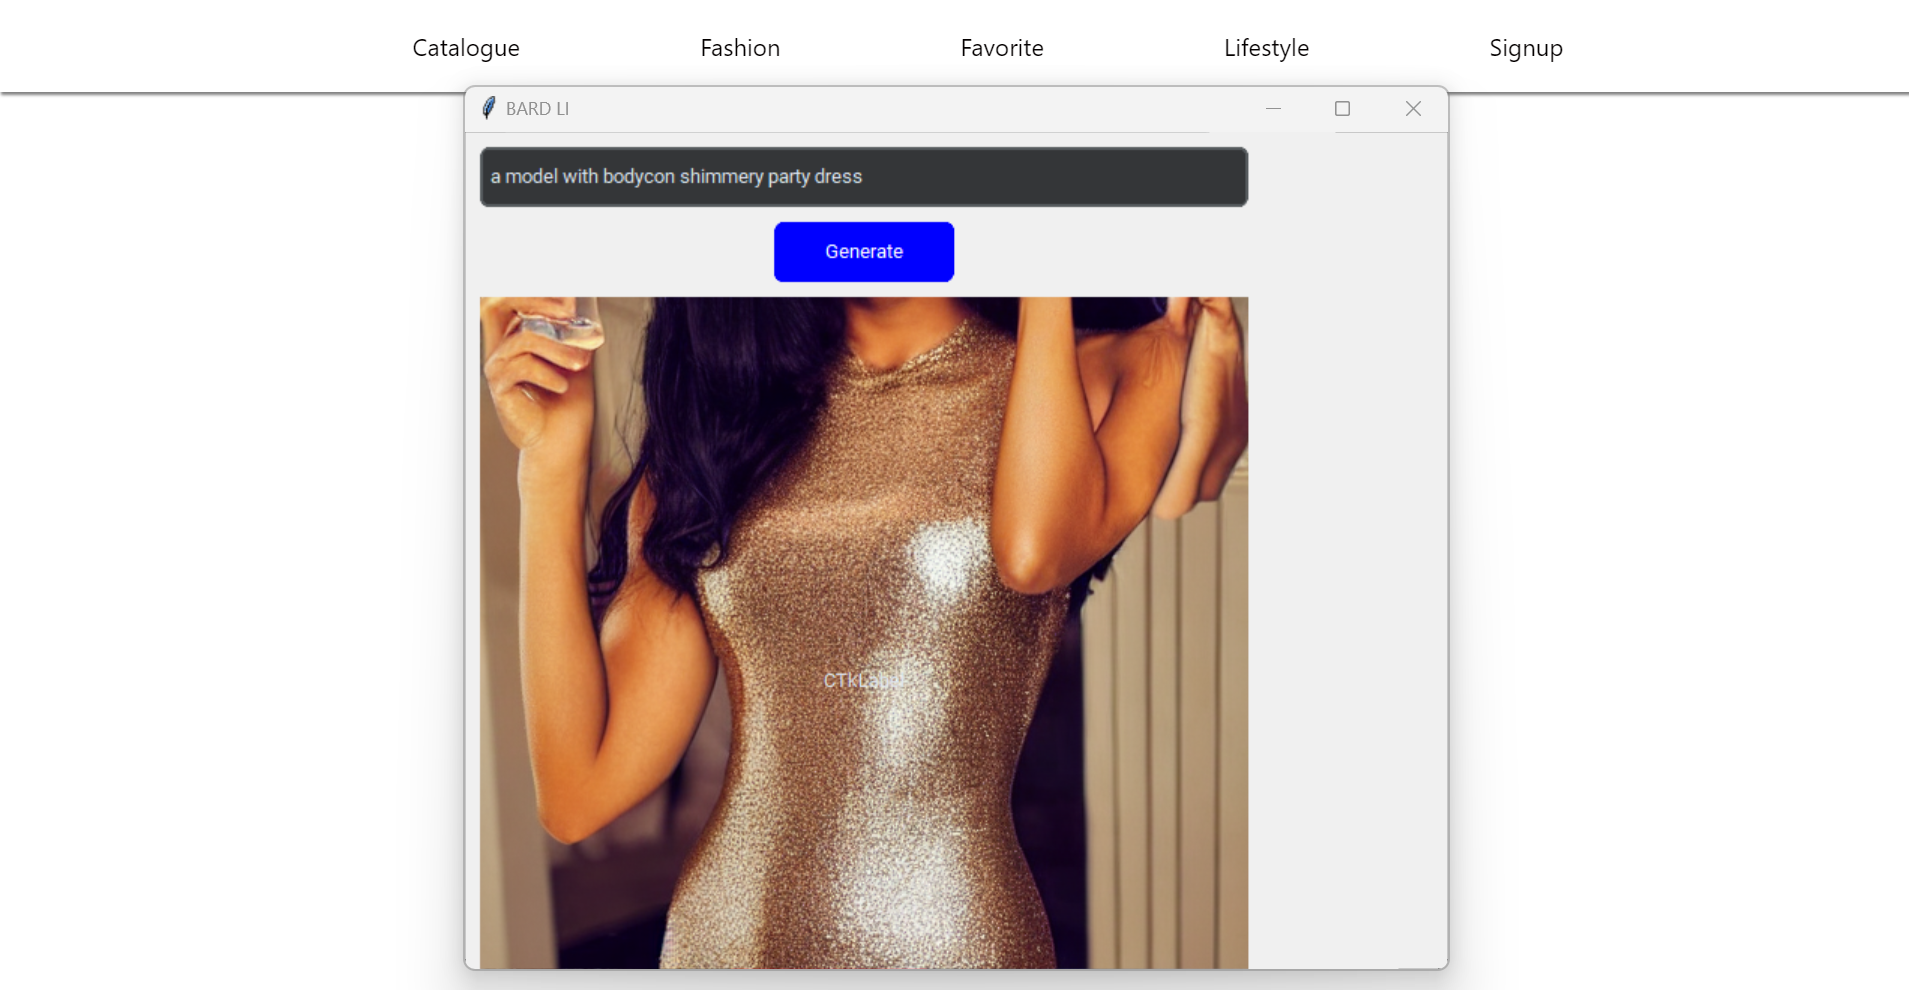 Catalogue Fashion Favorite Lifestyle Signup
BARD LI
a model with bodycon shimmery party dress
Generate
CTkLabel